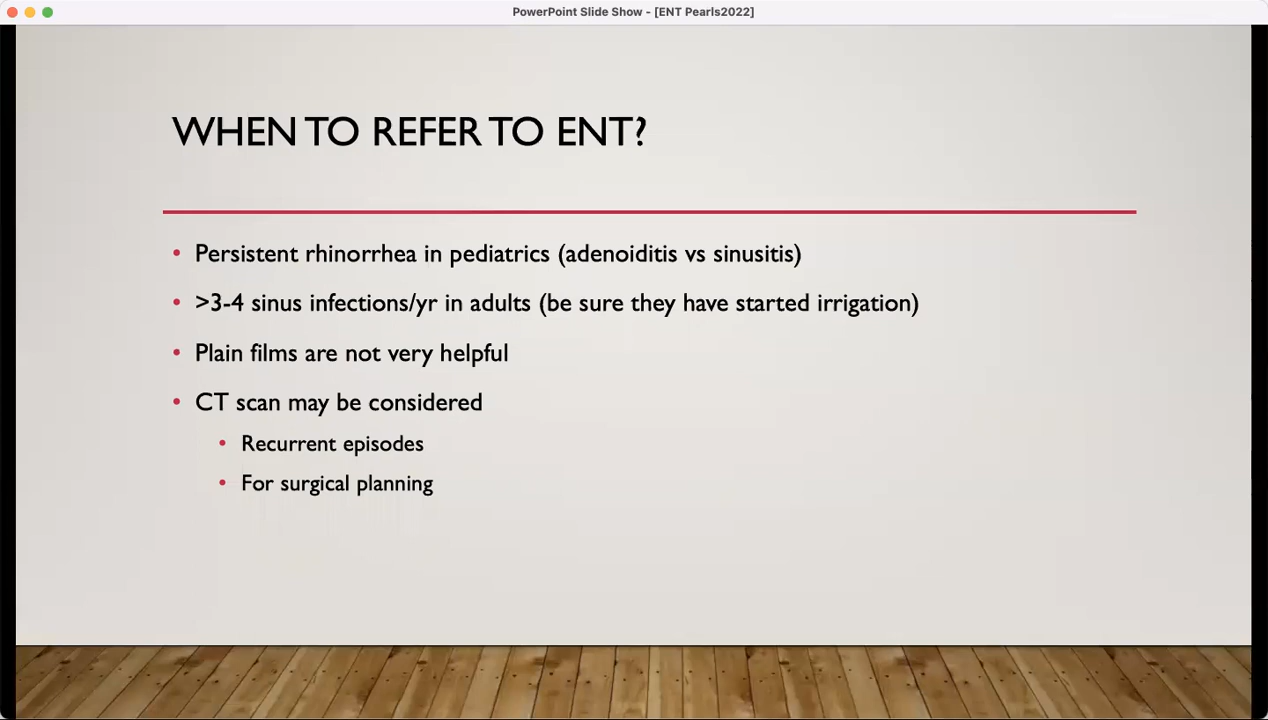 PowerPoint Slide Show - [ENT Pearls2022]
WHEN TO REFER TO ENT?
• Persistent rhinorrhea in pediatrics (adenoiditis vs sinusitis)
• >3-4 sinus infections/yr in adults (be sure they have started irrigation)
• Plain films are not very helpful
• CT scan may be considered
• Recurrent episodes
• For surgical planning